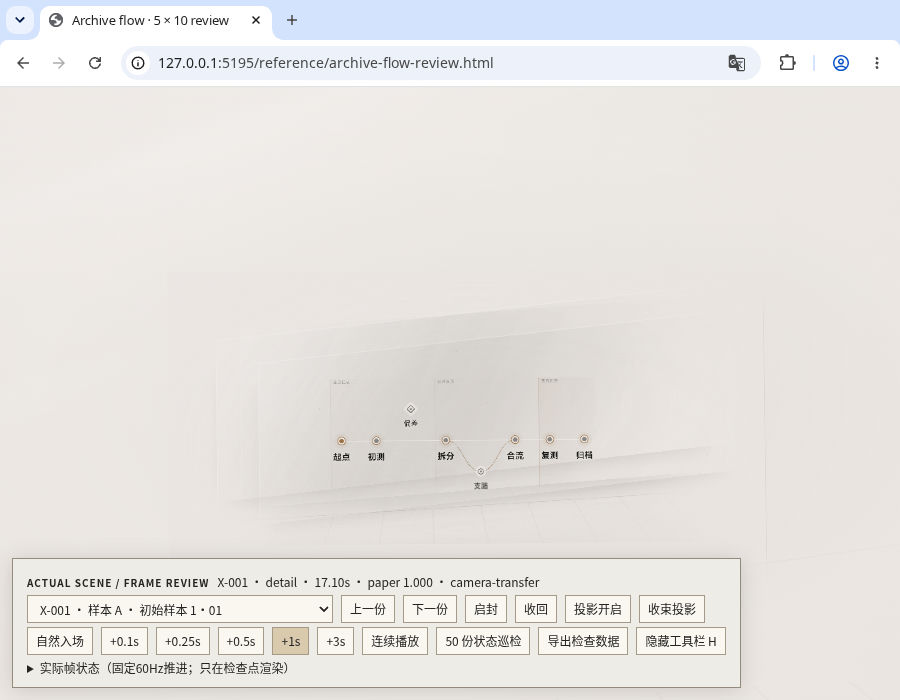 Archive flow · 5 × 10 review
127.0.0.1:5195/reference/archive-flow-review.html
起点
初测
拆分
合流
复测
归档
支路
ACTUAL SCENE / FRAME REVIEW X-001 · detail · 17.10s · paper 1.000 · camera-transfer
X-001 · 样本 A · 初始样本 1 · 01 上一份 下一份 启封 收回 投影开启 收束投影
自然入场 +0.1s +0.25s +0.5s +1s +3s 连续播放 50 份状态巡检 导出检查数据 隐藏工具栏 H
实际帧状态（固定60Hz推进；只在检查点渲染）